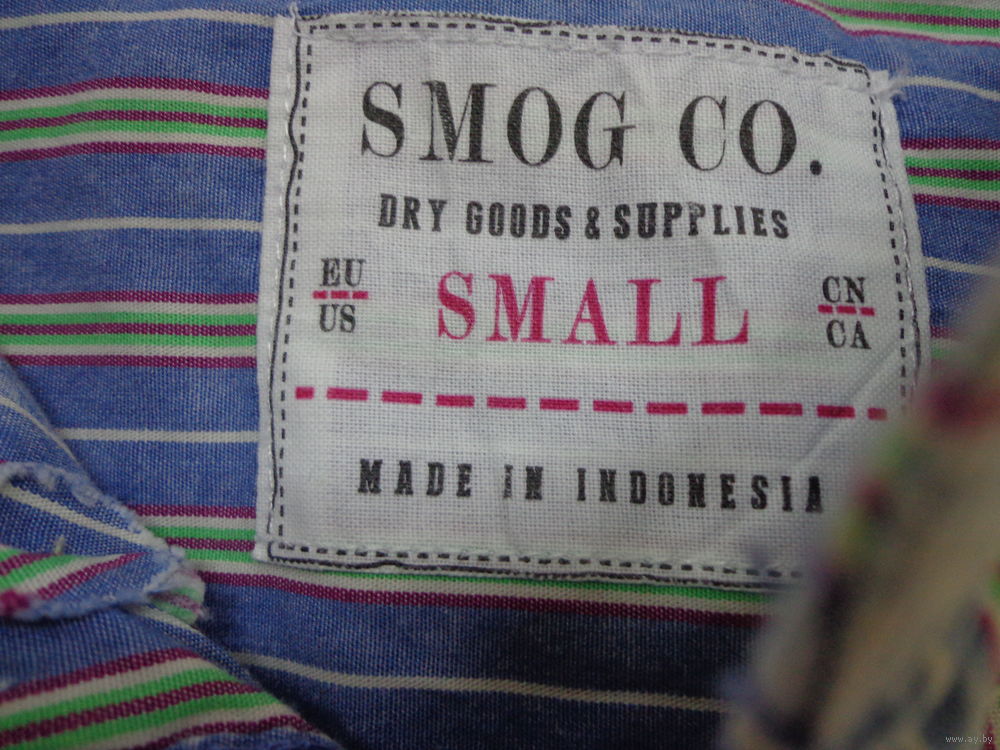 SMOG CO.
DRY GOODS & SUPPLIES
EU
US
SMALL
CN
CA
MADE IN INDONESIA
www.ay.by